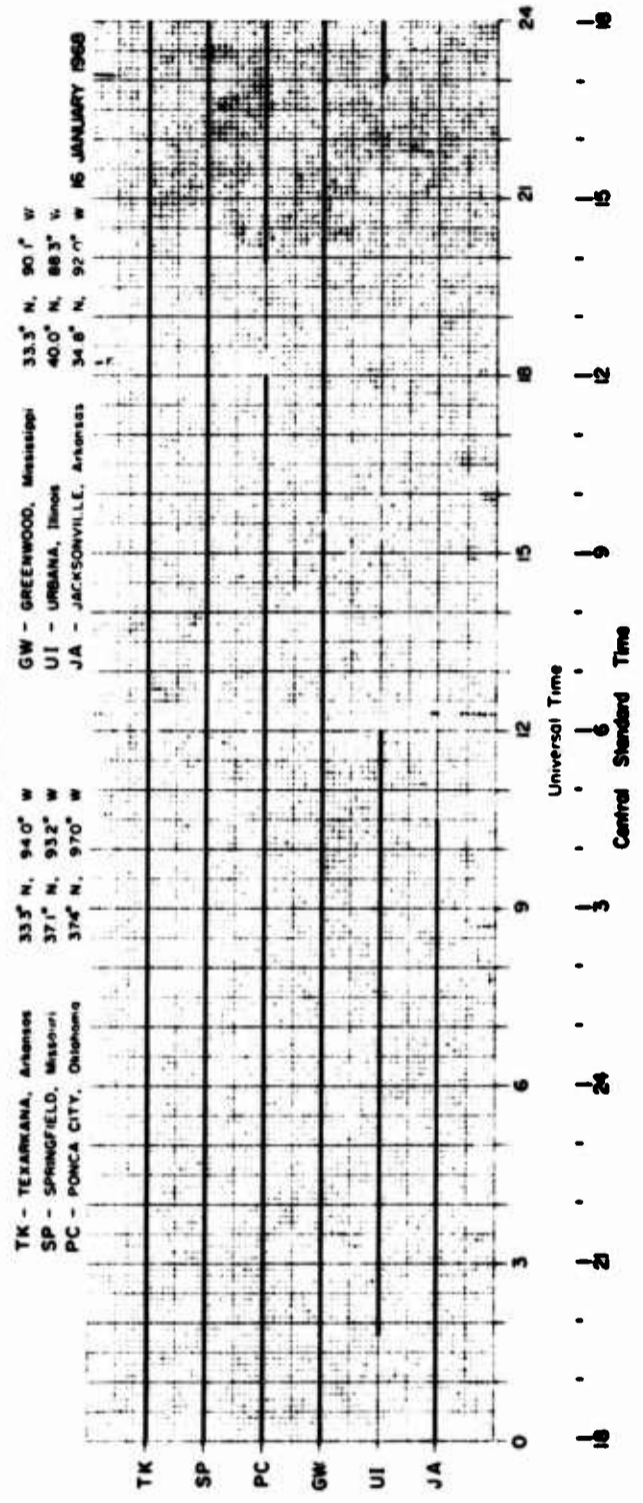 TK - TEXARKANA, Arkansas 33.3° N, 94.0° W
SP - SPRINGFIELD, Missouri 37.1° N, 93.2° W
PC - PONCA CITY, Oklahoma 37.4° N, 97.0° W
GW - GREENWOOD, Mississippi 33.3° N, 90.1° W
UI - URBANA, Illinois 40.0° N, 88.3° W
JA - JACKSONVILLE, Arkansas 34.8° N, 92.0° W
16 JANUARY 1968
TK
SP
PC
GW
UI
JA
0 3 6 9 12 15 18 21 24
Universal Time
18 21 24 3 6 9 12 15 18
Central Standard Time